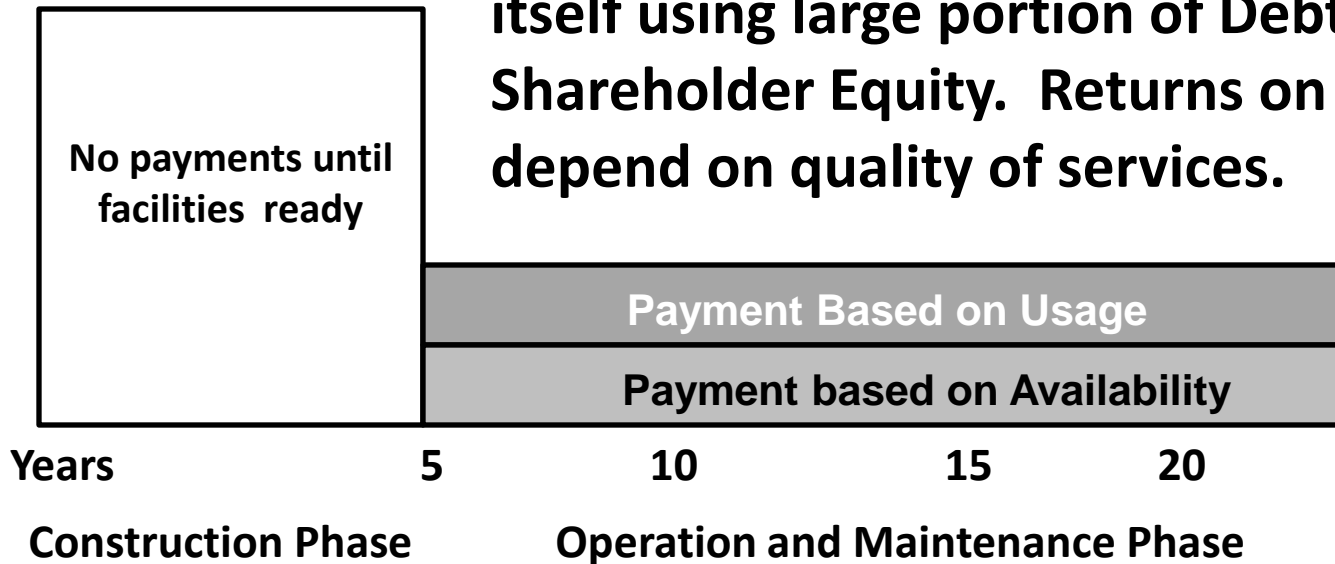 itself using large portion of Debt
Shareholder Equity. Returns on
depend on quality of services.
No payments until
facilities ready
Payment Based on Usage
Payment based on Availability
Years 5 10 15 20
Construction Phase Operation and Maintenance Phase